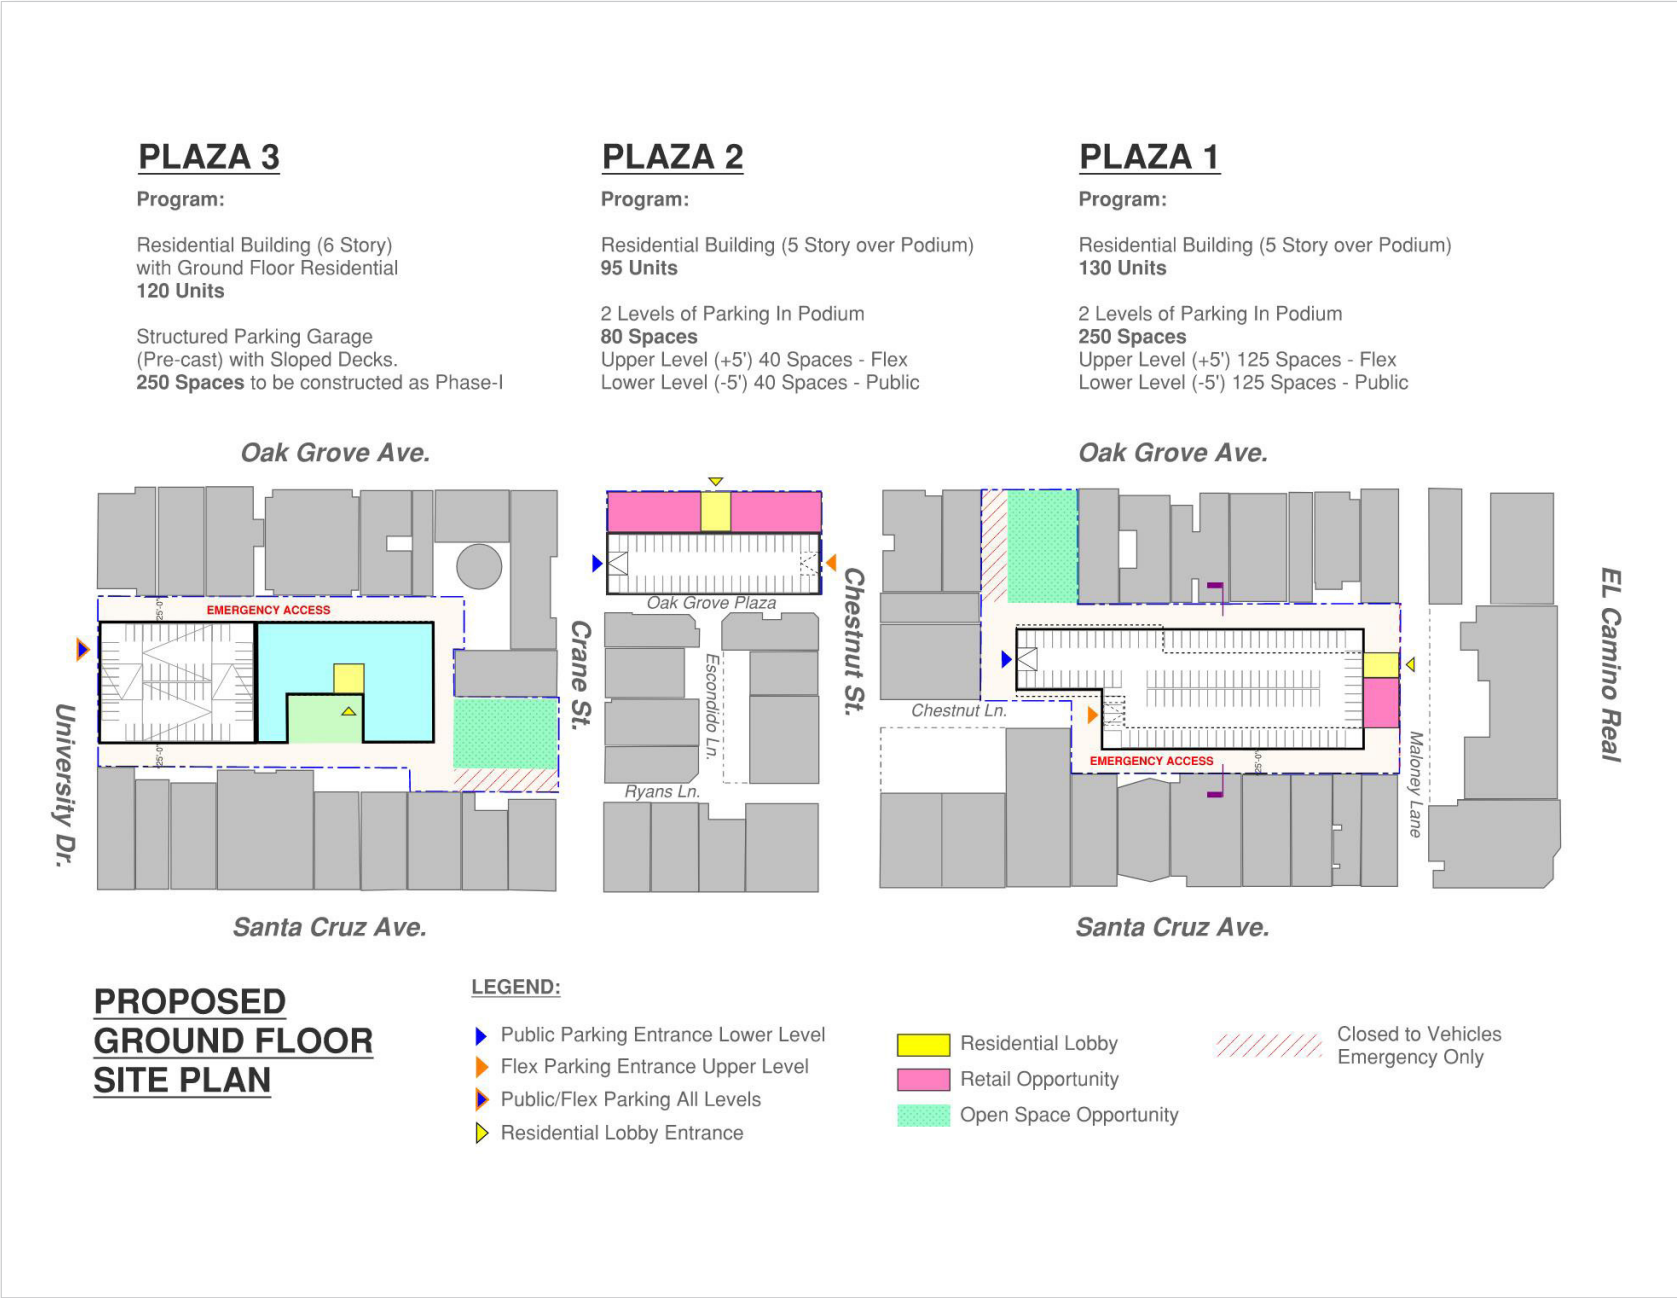 PLAZA 3
Program:
Residential Building (6 Story)
with Ground Floor Residential
120 Units
Structured Parking Garage
(Pre-cast) with Sloped Decks.
250 Spaces to be constructed as Phase-I
PLAZA 2
Program:
Residential Building (5 Story over Podium)
95 Units
2 Levels of Parking In Podium
80 Spaces
Upper Level (+5') 40 Spaces - Flex
Lower Level (-5') 40 Spaces - Public
PLAZA 1
Program:
Residential Building (5 Story over Podium)
130 Units
2 Levels of Parking In Podium
250 Spaces
Upper Level (+5') 125 Spaces - Flex
Lower Level (-5') 125 Spaces - Public
Oak Grove Ave.
Oak Grove Ave.
25'-0"
EMERGENCY ACCESS
25'-0"
University Dr.
Crane St.
Oak Grove Plaza
Escondido Ln.
Ryans Ln.
Chestnut St.
Chestnut Ln.
EMERGENCY ACCESS
25'-0"
Maloney Lane
EL Camino Real
Santa Cruz Ave.
Santa Cruz Ave.
PROPOSED
GROUND FLOOR
SITE PLAN
LEGEND:
Public Parking Entrance Lower Level
Flex Parking Entrance Upper Level
Public/Flex Parking All Levels
Residential Lobby Entrance
Residential Lobby
Retail Opportunity
Open Space Opportunity
Closed to Vehicles
Emergency Only